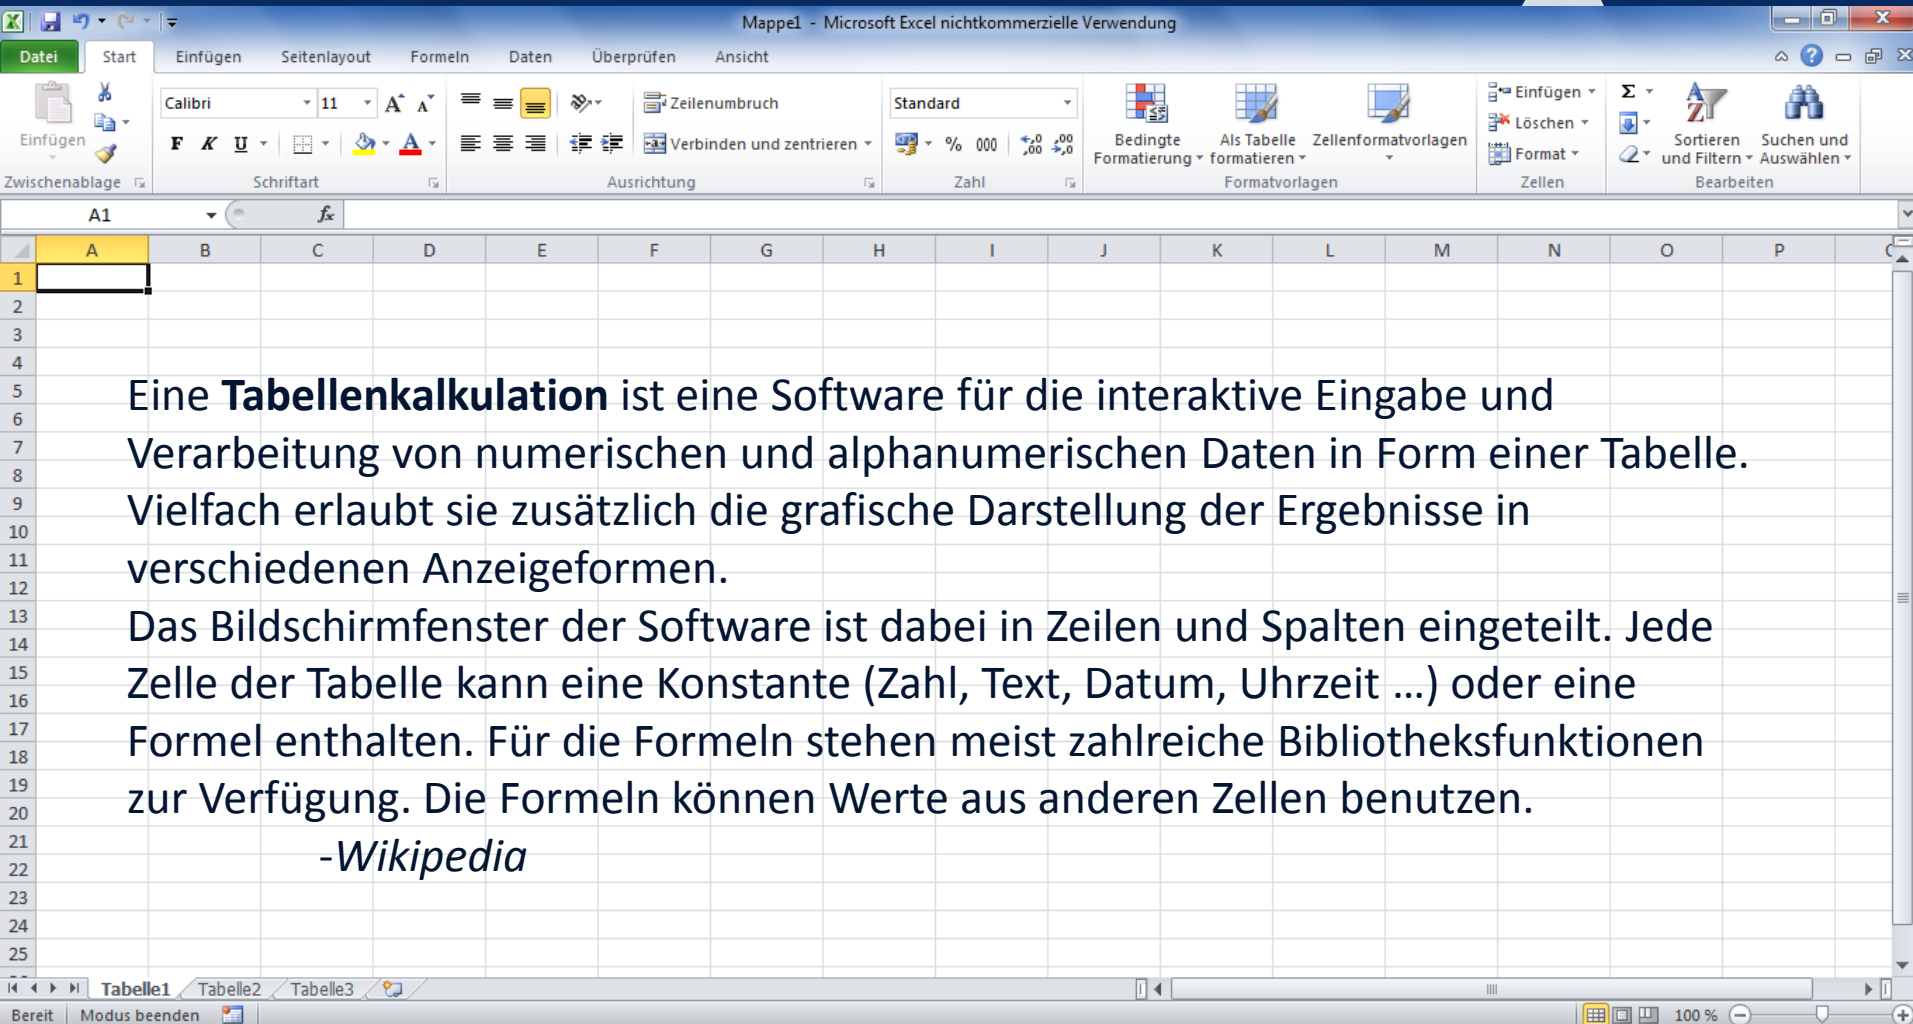 Mappe1 - Microsoft Excel nichtkommerzielle Verwendung
Datei Start Einfügen Seitenlayout Formeln Daten Überprüfen Ansicht
Calibri 11 Zeilenumbruch Standard Einfügen Σ
Löschen
Einfügen F K U A Verbinden und zentrieren % 000 Bedingte Formatierung Als Tabelle formatieren Zellenformatvorlagen Format Sortieren und Filtern Suchen und Auswählen
Zwischenablage Schriftart Ausrichtung Zahl Formatvorlagen Zellen Bearbeiten
A1 fx
A B C D E F G H I J K L M N O P
1
2
3
4
5
6
7
8
9
10
11
12
13
14
15
16
17
18
19
20
21
22
23
24
25
Eine Tabellenkalkulation ist eine Software für die interaktive Eingabe und
Verarbeitung von numerischen und alphanumerischen Daten in Form einer Tabelle.
Vielfach erlaubt sie zusätzlich die grafische Darstellung der Ergebnisse in
verschiedenen Anzeigeformen.
Das Bildschirmfenster der Software ist dabei in Zeilen und Spalten eingeteilt. Jede
Zelle der Tabelle kann eine Konstante (Zahl, Text, Datum, Uhrzeit …) oder eine
Formel enthalten. Für die Formeln stehen meist zahlreiche Bibliotheksfunktionen
zur Verfügung. Die Formeln können Werte aus anderen Zellen benutzen.
-Wikipedia
Tabelle1 Tabelle2 Tabelle3
Bereit Modus beenden 100 %